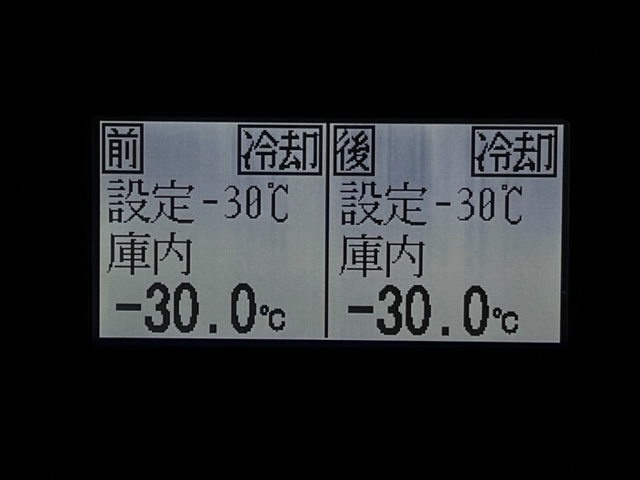 前 冷却
設定 -30℃
庫内
-30.0℃
後 冷却
設定 -30℃
庫内
-30.0℃